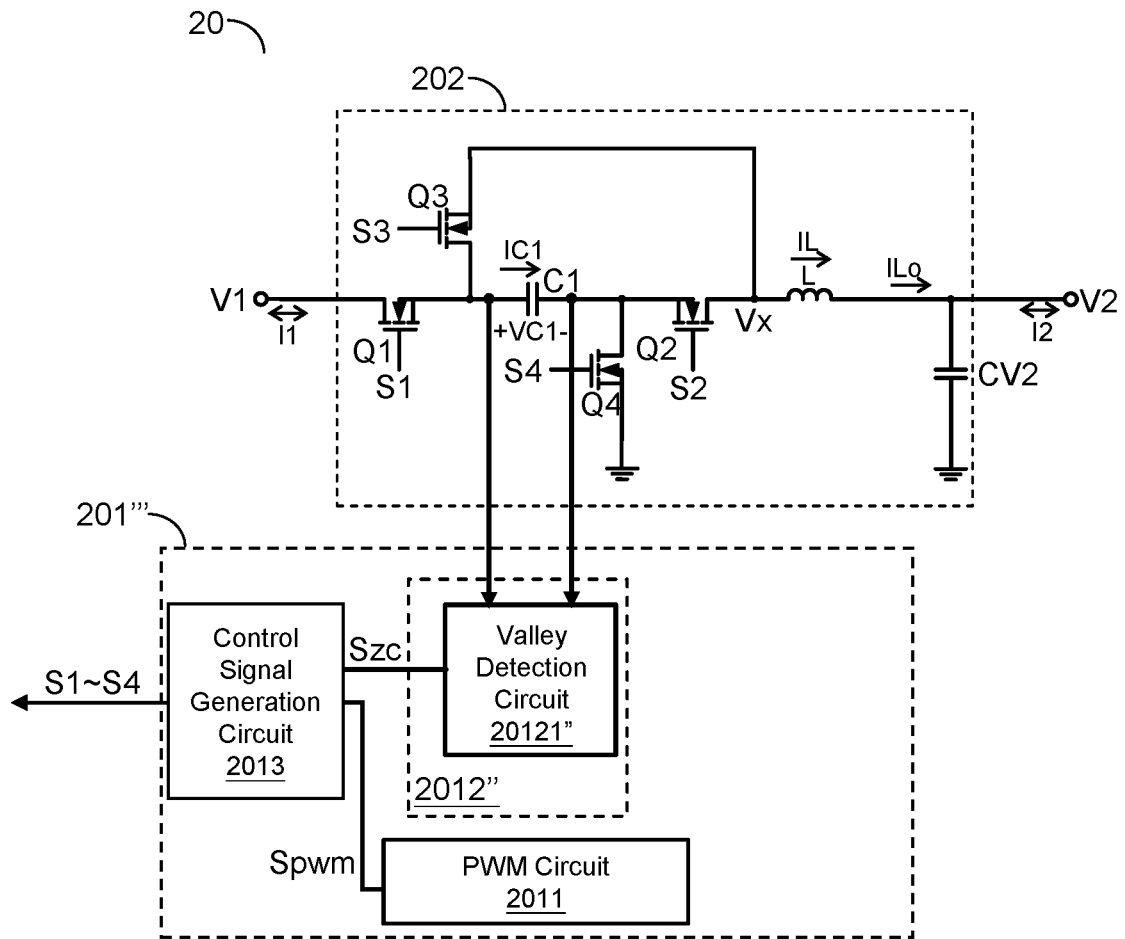 20
202
Q3
S3
IC1
C1
IL
L
ILo
V1
I1
+VC1-
Vx
V2
I2
Q1
S1
S4
Q4
Q2
S2
CV2
201’’’
Control
Signal
Generation
Circuit
2013
S1~S4
Szc
Valley
Detection
Circuit
20121”
2012’’
Spwm
PWM Circuit
2011